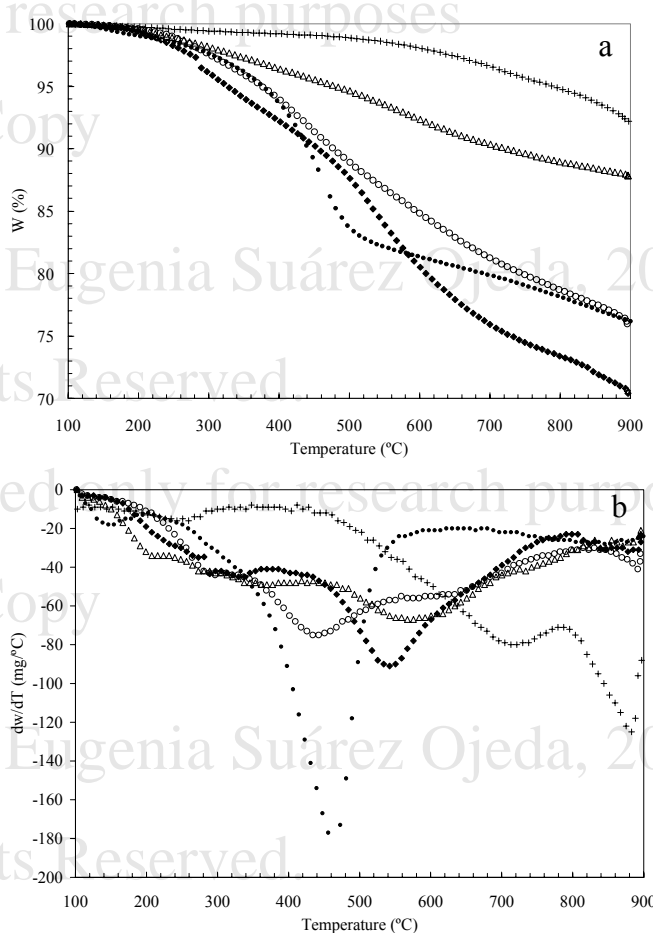 research purposes
a
100
95
Copy
90
W (%)
85
Eugenia Suárez Ojeda, 20
80
75
ts Reserved.
70
100 200 300 400 500 600 700 800 900
Temperature (ºC)
ed only for research purpo
0
b
-20
-40
Copy
-60
-80
dw/dT (mg/ºC)
-100
-120
Eugenia Suárez Ojeda, 20
-140
-160
-180
ts Reserved.
-200
100 200 300 400 500 600 700 800 900
Temperature (ºC)